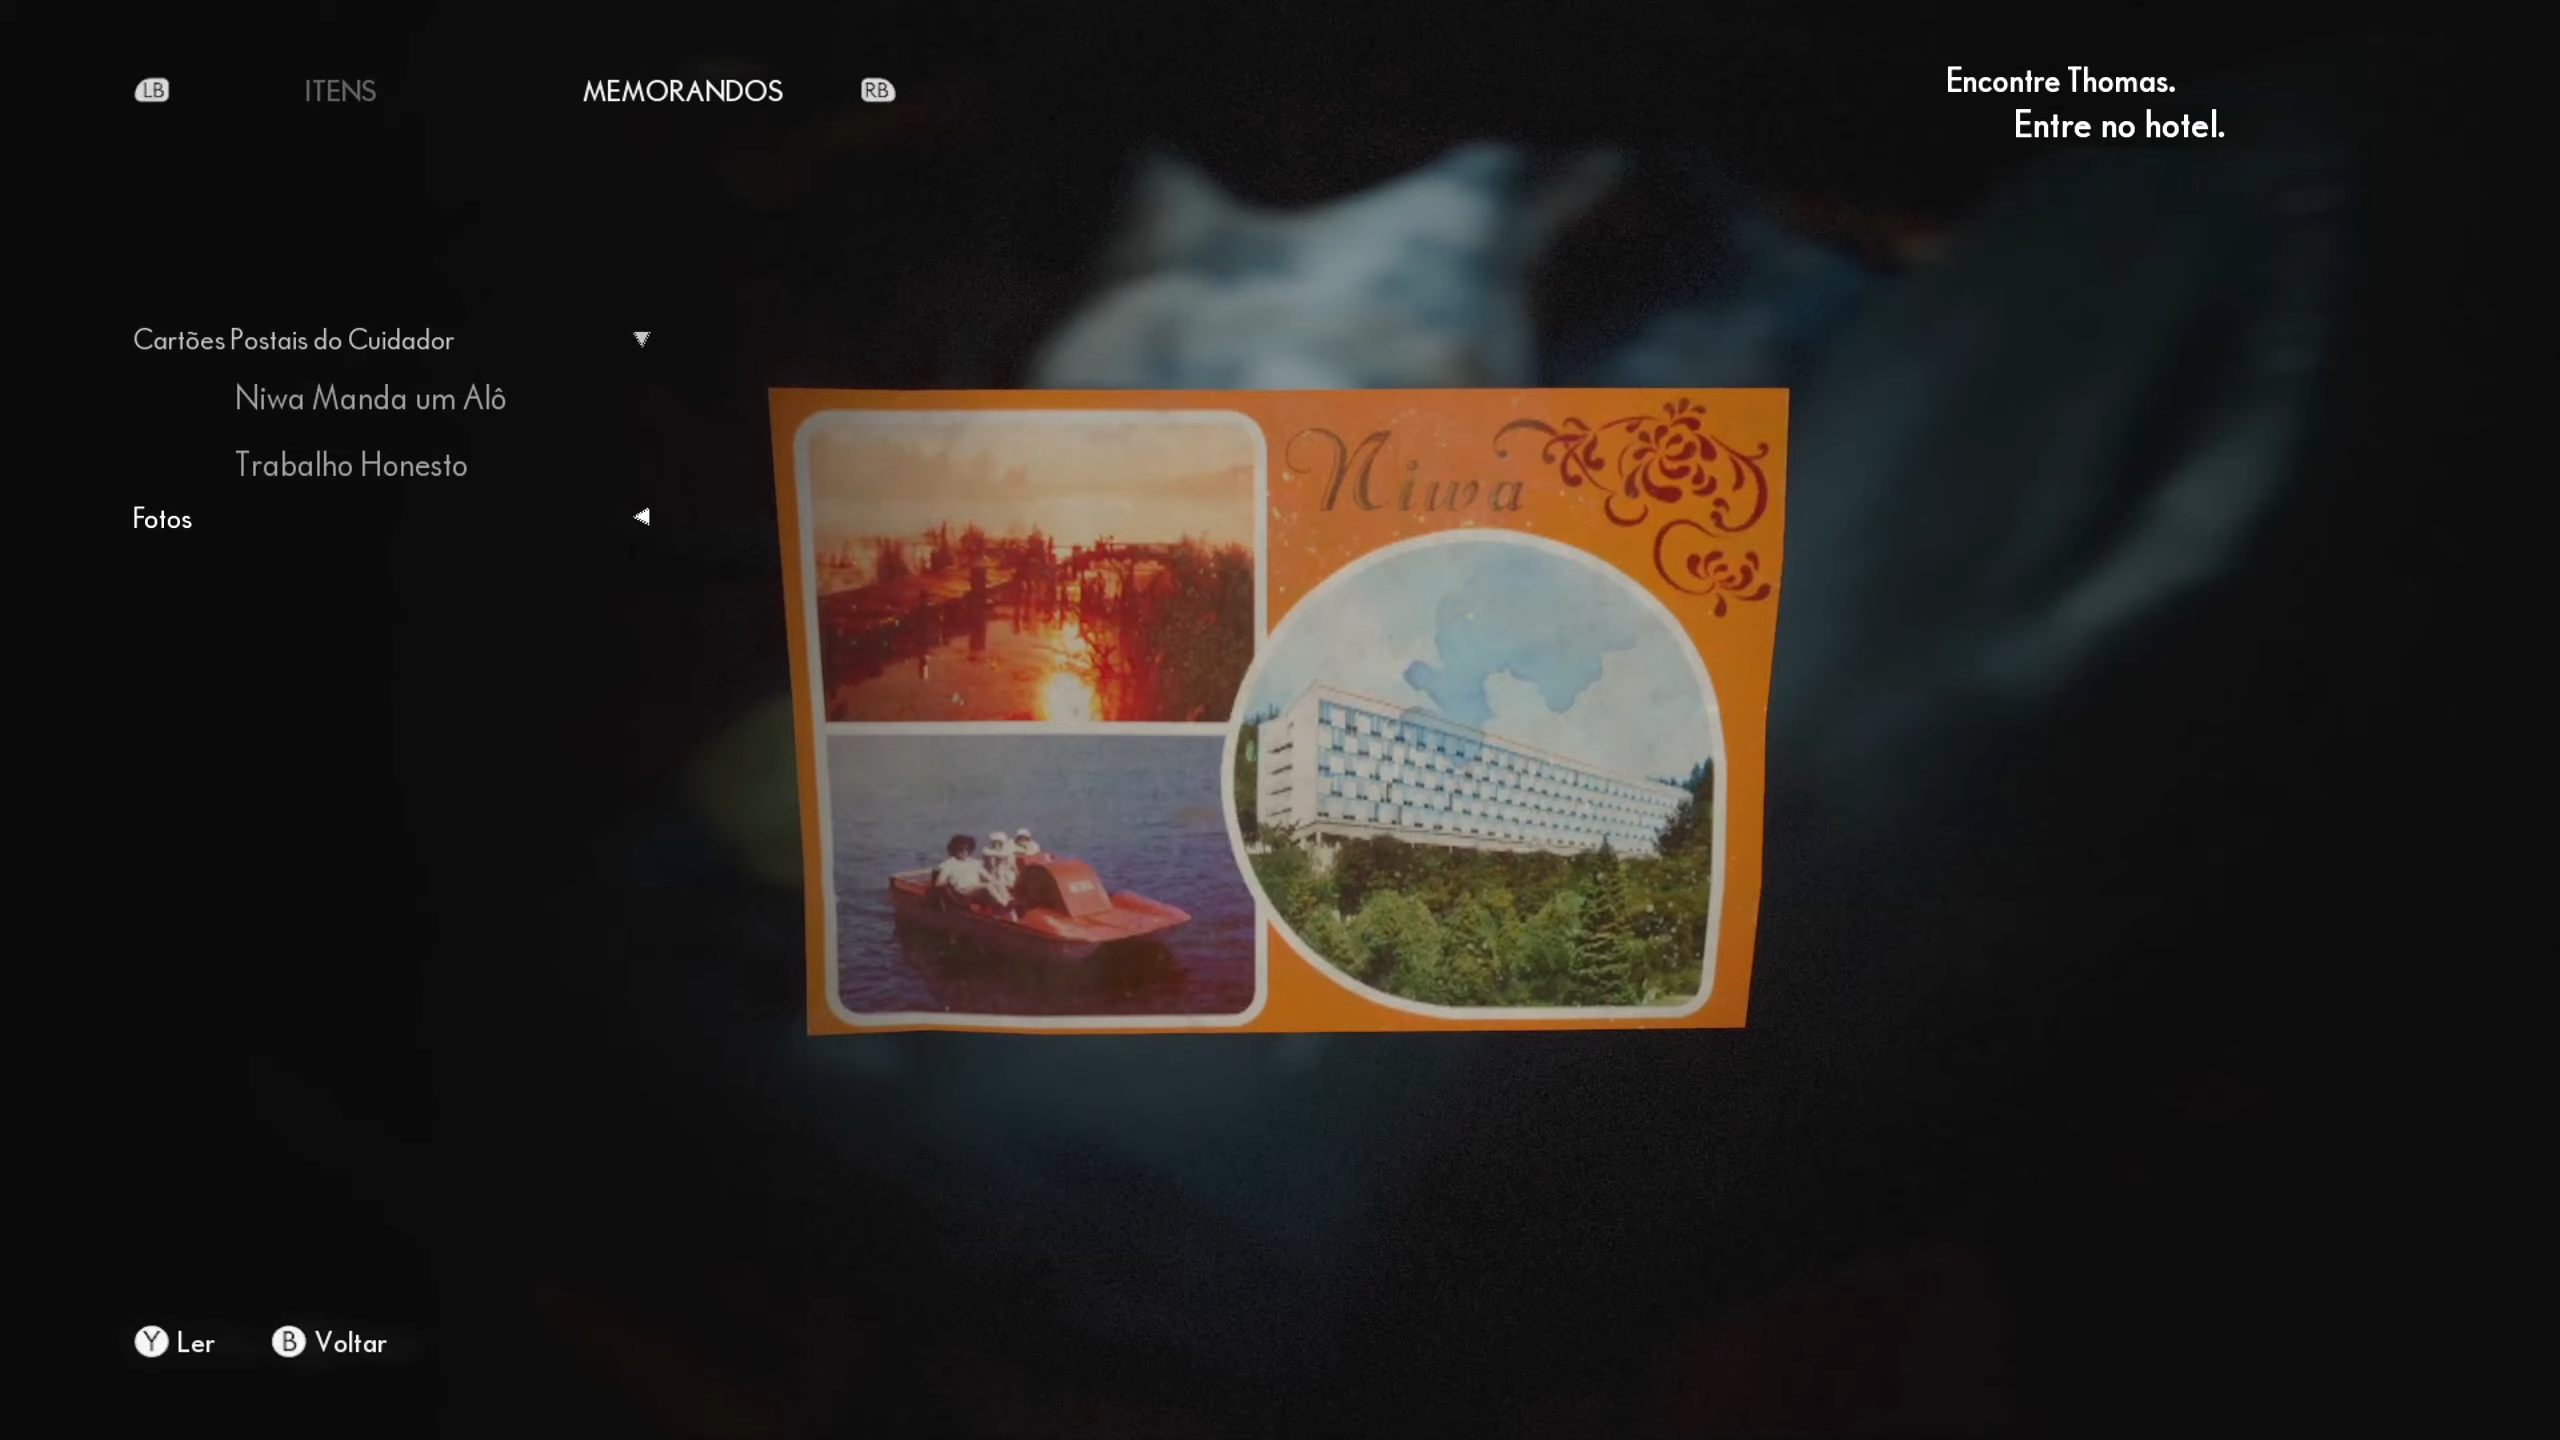 LB ITENS MEMORANDOS RB
Encontre Thomas.
Entre no hotel.
Cartões Postais do Cuidador
Niwa Manda um Alô
Trabalho Honesto
Fotos
Niwa
Y Ler B Voltar